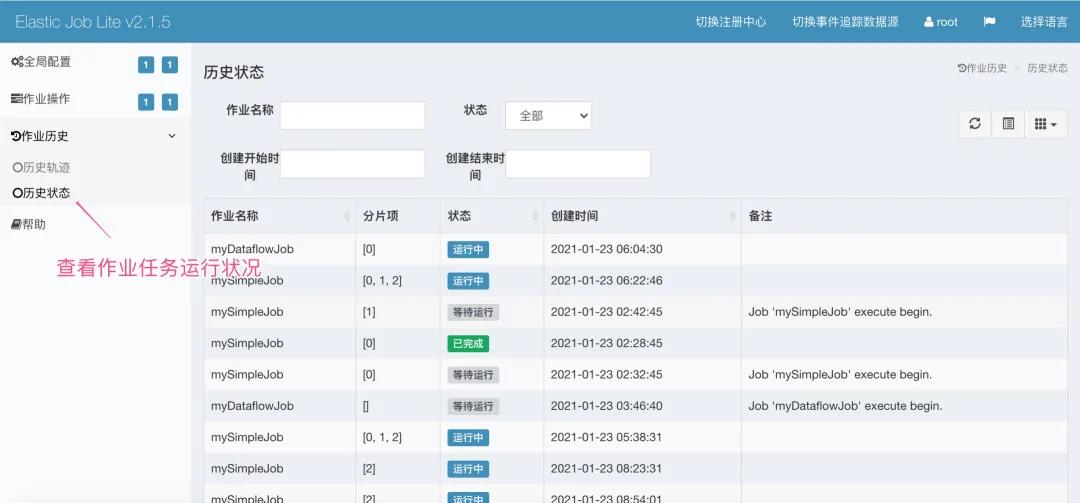 Elastic Job Lite v2.1.5
切换注册中心 切换事件追踪数据源 root 选择语言
全局配置 1 1
作业操作 1 1
作业历史
历史轨迹
历史状态
帮助
查看作业任务运行状况
历史状态
作业历史 > 历史状态
作业名称 状态 全部
创建开始时间 创建结束时间
作业名称 分片项 状态 创建时间 备注
myDataflowJob [0] 运行中 2021-01-23 06:04:30
mySimpleJob [0, 1, 2] 运行中 2021-01-23 06:22:46
mySimpleJob [1] 等待运行 2021-01-23 02:42:45 Job 'mySimpleJob' execute begin.
mySimpleJob [0] 已完成 2021-01-23 02:28:45
mySimpleJob [0] 等待运行 2021-01-23 02:32:45 Job 'mySimpleJob' execute begin.
myDataflowJob [] 等待运行 2021-01-23 03:46:40 Job 'myDataflowJob' execute begin.
mySimpleJob [0, 1, 2] 运行中 2021-01-23 05:38:31
mySimpleJob [2] 运行中 2021-01-23 08:23:31
mySimpleJob [2] 运行中 2021-01-23 08:54:01